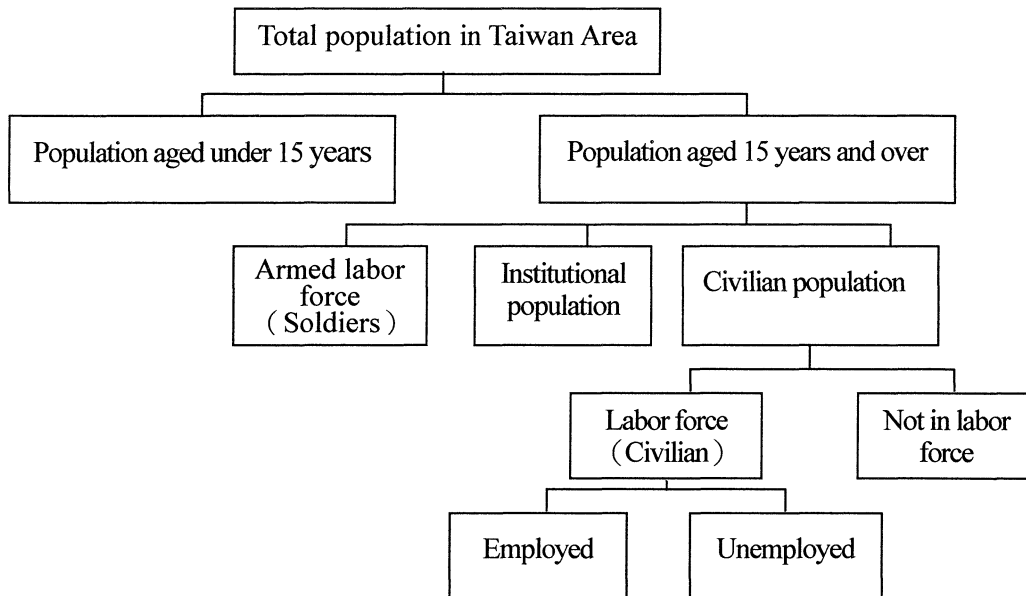 Total population in Taiwan Area
Population aged under 15 years
Population aged 15 years and over
Armed labor
force
（Soldiers）
Institutional
population
Civilian population
Labor force
（Civilian）
Not in labor
force
Employed
Unemployed